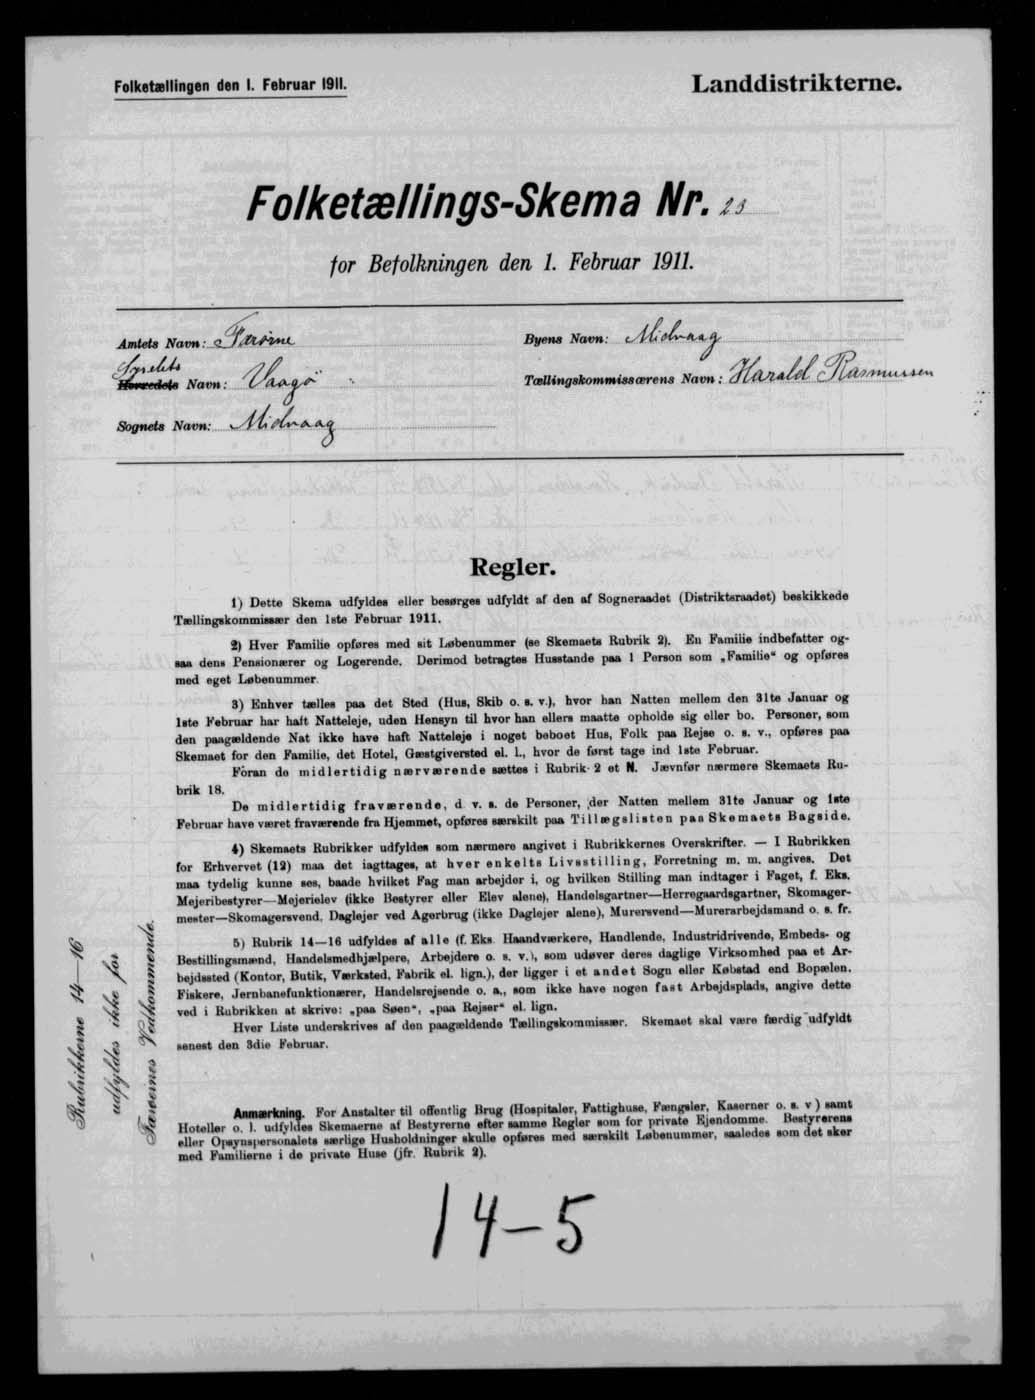 Folketællingen den 1. Februar 1911.
Landdistrikterne.
Folketællings-Skema Nr. 23
for Befolkningen den 1. Februar 1911.
Amtets Navn: Færøerne
Byens Navn: Midvaag
Syselets
Herredets Navn: Vaagö
Tællingskommissærens Navn: Harald Rasmussen
Sognets Navn: Midvaag
Regler.
1) Dette Skema udfyldes eller besørges udfyldt af den af Sogneraadet (Distriktsraadet) beskikkede
Tællingskommissær den 1ste Februar 1911.
2) Hver Familie opføres med sit Løbenummer (se Skemaets Rubrik 2). En Familie indbefatter og-
saa dens Pensionærer og Logerende. Derimod betragtes Husstande paa 1 Person som „Familie“ og opføres
med eget Løbenummer.
3) Enhver tælles paa det Sted (Hus, Skib o. s. v.), hvor han Natten mellem den 31te Januar og
1ste Februar har haft Natteleje, uden Hensyn til hvor han ellers maatte opholde sig eller bo. Personer, som
den paagældende Nat ikke have haft Natteleje i noget beboet Hus, Folk paa Rejse o. s. v., opføres paa
Skemaet for den Familie, det Hotel, Gæstgiversted el. l., hvor de først tage ind 1ste Februar.
Foran de midlertidig nærværende sættes i Rubrik 2 et N. Jævnfør nærmere Skemaets Ru-
brik 18.
De midlertidig fraværende, d. v. s. de Personer, der Natten mellem 31te Januar og 1ste
Februar have været fraværende fra Hjemmet, opføres særskilt paa Tillægslisten paa Skemaets Bagside.
4) Skemaets Rubrikker udfyldes som nærmere angivet i Rubrikkernes Overskrifter. — I Rubrikken
for Erhvervet (12) maa det iagttages, at hver enkelts Livsstilling, Forretning m. m. angives. Det
maa tydelig kunne ses, baade hvilket Fag man arbejder i, og hvilken Stilling man indtager i Faget, f. Eks.
Mejeribestyrer—Mejerielev (ikke Bestyrer eller Elev alene), Handelsgartner—Herregaardsgartner, Skomager-
mester—Skomagersvend, Daglejer ved Agerbrug (ikke Daglejer alene), Murersvend—Murerarbejdsmand o. s. fr.
5) Rubrik 14—16 udfyldes af alle (f. Eks. Haandværkere, Handlende, Industridrivende, Embeds- og
Bestillingsmænd, Handelsmedhjælpere, Arbejdere o. s. v.), som udøver deres daglige Virksomhed paa et Ar-
bejdssted (Kontor, Butik, Værksted, Fabrik el. lign.), der ligger i et andet Sogn eller Købstad end Bopælen.
Fiskere, Jernbanefunktionærer, Handelsrejsende o. a., som ikke have nogen fast Arbejdsplads, angive dette
ved i Rubrikken at skrive: „paa Søen“, „paa Rejser“ el. lign.
Hver Liste underskrives af den paagældende Tællingskommissær. Skemaet skal være færdig udfyldt
senest den 3die Februar.
Rubrikkerne 14—16
udfyldes ikke for
Færøernes Vedkommende.
Anmærkning. For Anstalter til offentlig Brug (Hospitaler, Fattighuse, Fængsler, Kaserner o. s. v) samt
Hoteller o. l. udfyldes Skemaerne af Bestyrerne efter samme Regler som for private Ejendomme. Bestyrerens
eller Opsynspersonalets særlige Husholdninger skulle opføres med særskilt Løbenummer, saaledes som det sker
med Familierne i de private Huse (jfr. Rubrik 2).
14-5